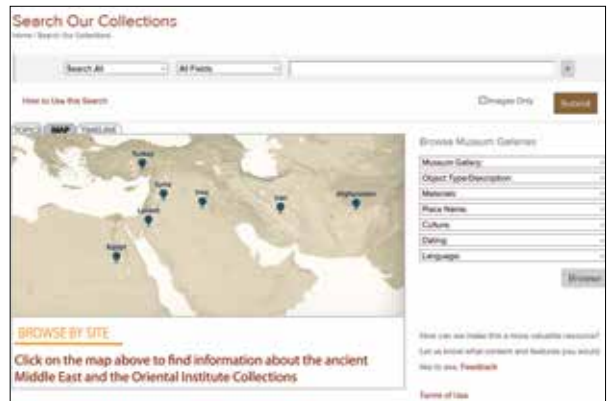 Search Our Collections
Home / Search Our Collections
Search All
All Fields
How to Use this Search
Images Only
Submit
TOPICS
MAP
TIMELINE
Turkey
Syria
Iraq
Iran
Afghanistan
Levant
Egypt
BROWSE BY SITE
Click on the map above to find information about the ancient
Middle East and the Oriental Institute Collections
Browse Museum Galleries
Museum Gallery:
Object Type/Description:
Materials:
Place Name:
Culture:
Dating:
Language:
Browse
How can we make this a more valuable resource?
Let us know what content and features you would
like to see. Feedback
Terms of Use